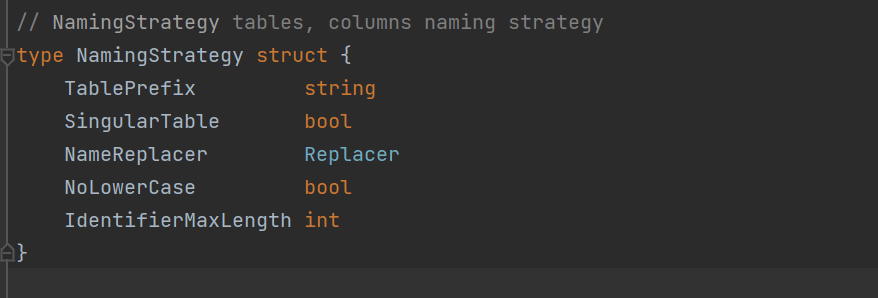 // NamingStrategy tables, columns naming strategy
type NamingStrategy struct {
    TablePrefix         string
    SingularTable       bool
    NameReplacer        Replacer
    NoLowerCase         bool
    IdentifierMaxLength int
}